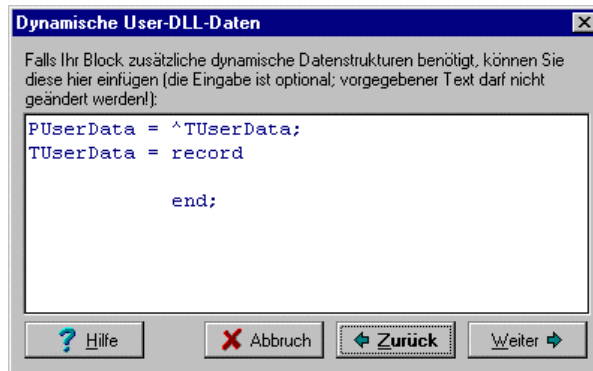 Dynamische User-DLL-Daten
Falls Ihr Block zusätzliche dynamische Datenstrukturen benötigt, können Sie
diese hier einfügen (die Eingabe ist optional; vorgegebener Text darf nicht
geändert werden!):
PUserData = ^TUserData;
TUserData = record
end;
Hilfe Abbruch Zurück Weiter